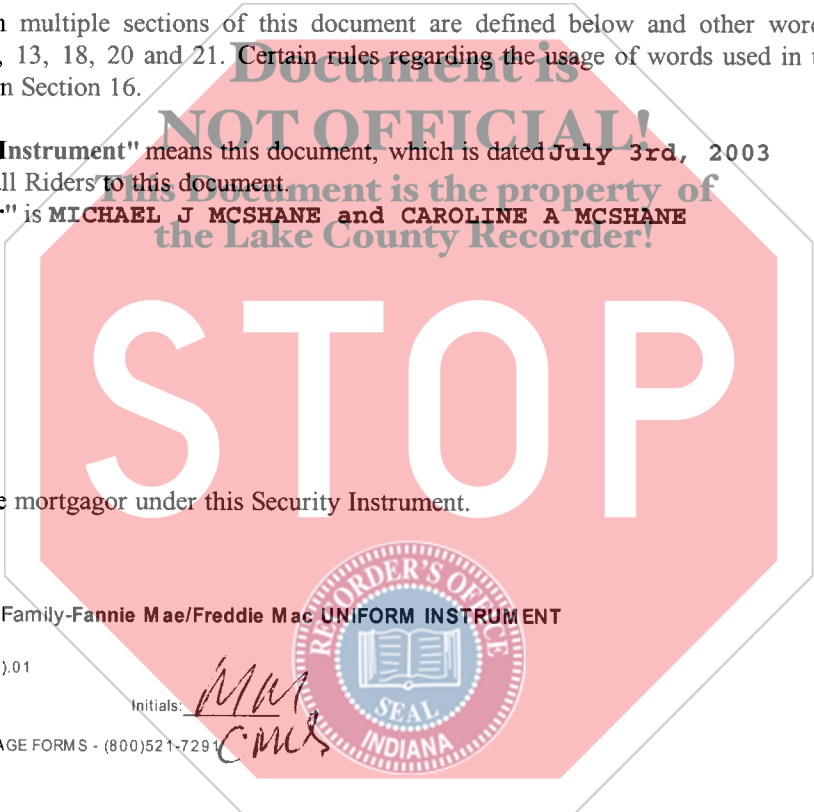 multiple sections of this document are defined below and other
, 13, 18, 20 and 21. Certain rules regarding the usage of words used in
n Section 16.
Document is
NOT OFFICIAL!
Instrument" means this document, which is dated July 3rd, 2003
ll Riders to this document.
This Document is the property of
" is MICHAEL J MCSHANE and CAROLINE A MCSHANE
the Lake County Recorder!
STOP
e mortgagor under this Security Instrument.
RECORDER'S OFFICE
Family-Fannie Mae/Freddie Mac UNIFORM INSTRUMENT
).01
Initials: MM
SEAL
INDIANA
AGE FORMS - (800)521-7291